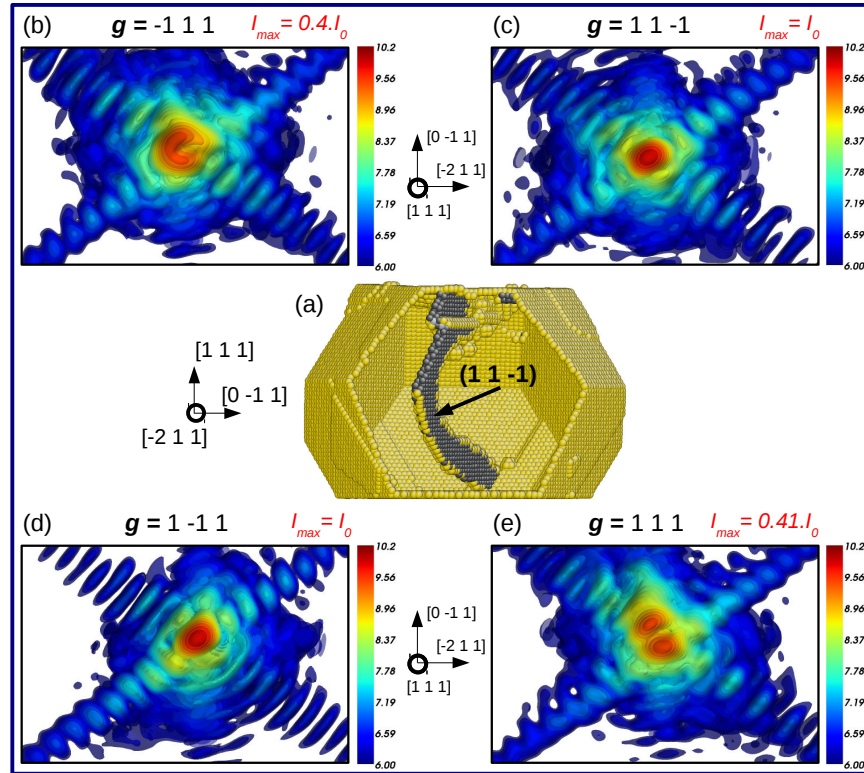 (b) g = -1 1 1 I_max = 0.4.I_0
10.2
9.56
8.96
8.37
7.78
7.19
6.59
6.00
[0 -1 1]
[-2 1 1]
[1 1 1]
(c) g = 1 1 -1 I_max = I_0
10.2
9.56
8.96
8.37
7.78
7.19
6.59
6.00
(a)
[1 1 1]
[0 -1 1]
[-2 1 1]
(1 1 -1)
(d) g = 1 -1 1 I_max = I_0
10.2
9.56
8.96
8.37
7.78
7.19
6.59
6.00
[0 -1 1]
[-2 1 1]
[1 1 1]
(e) g = 1 1 1 I_max = 0.41.I_0
10.2
9.56
8.96
8.37
7.78
7.19
6.59
6.00